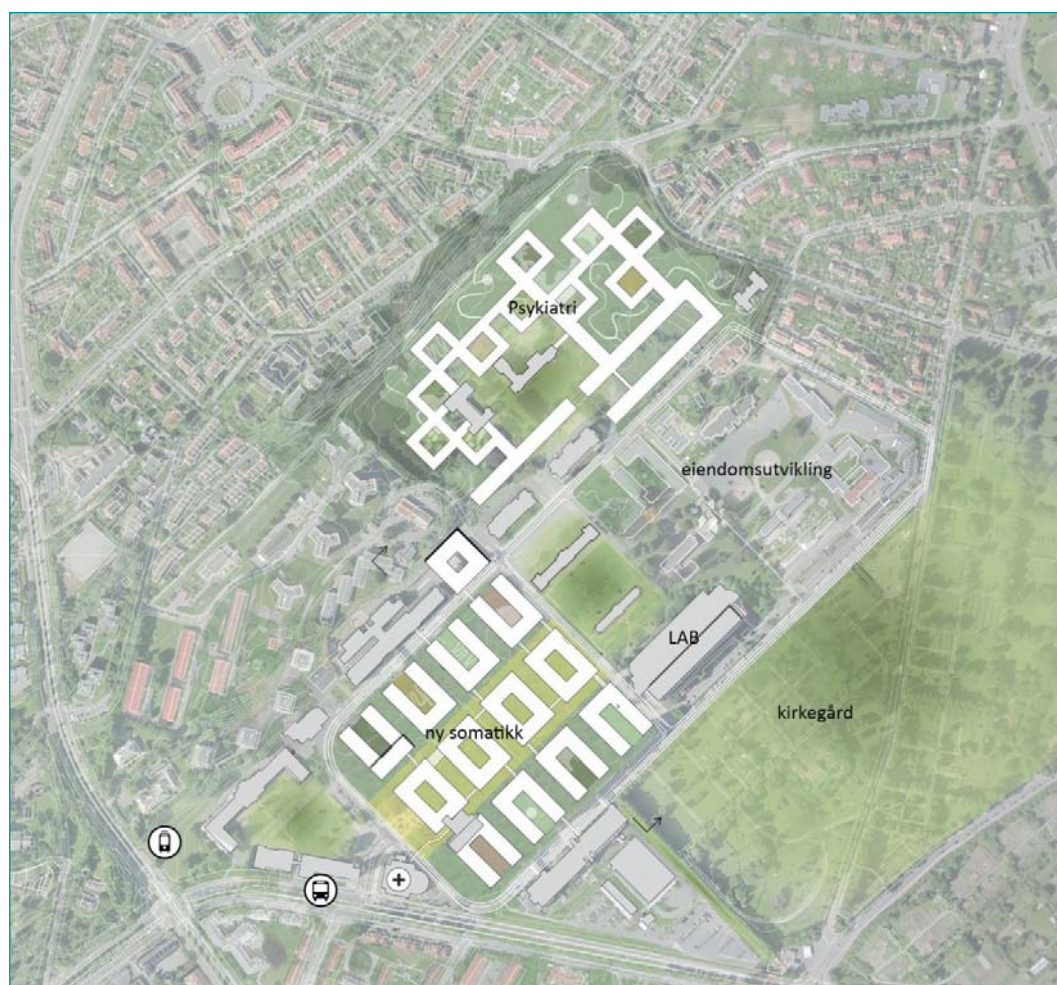 Psykiatri
eiendomsutvikling
LAB
kirkegård
ny somatikk